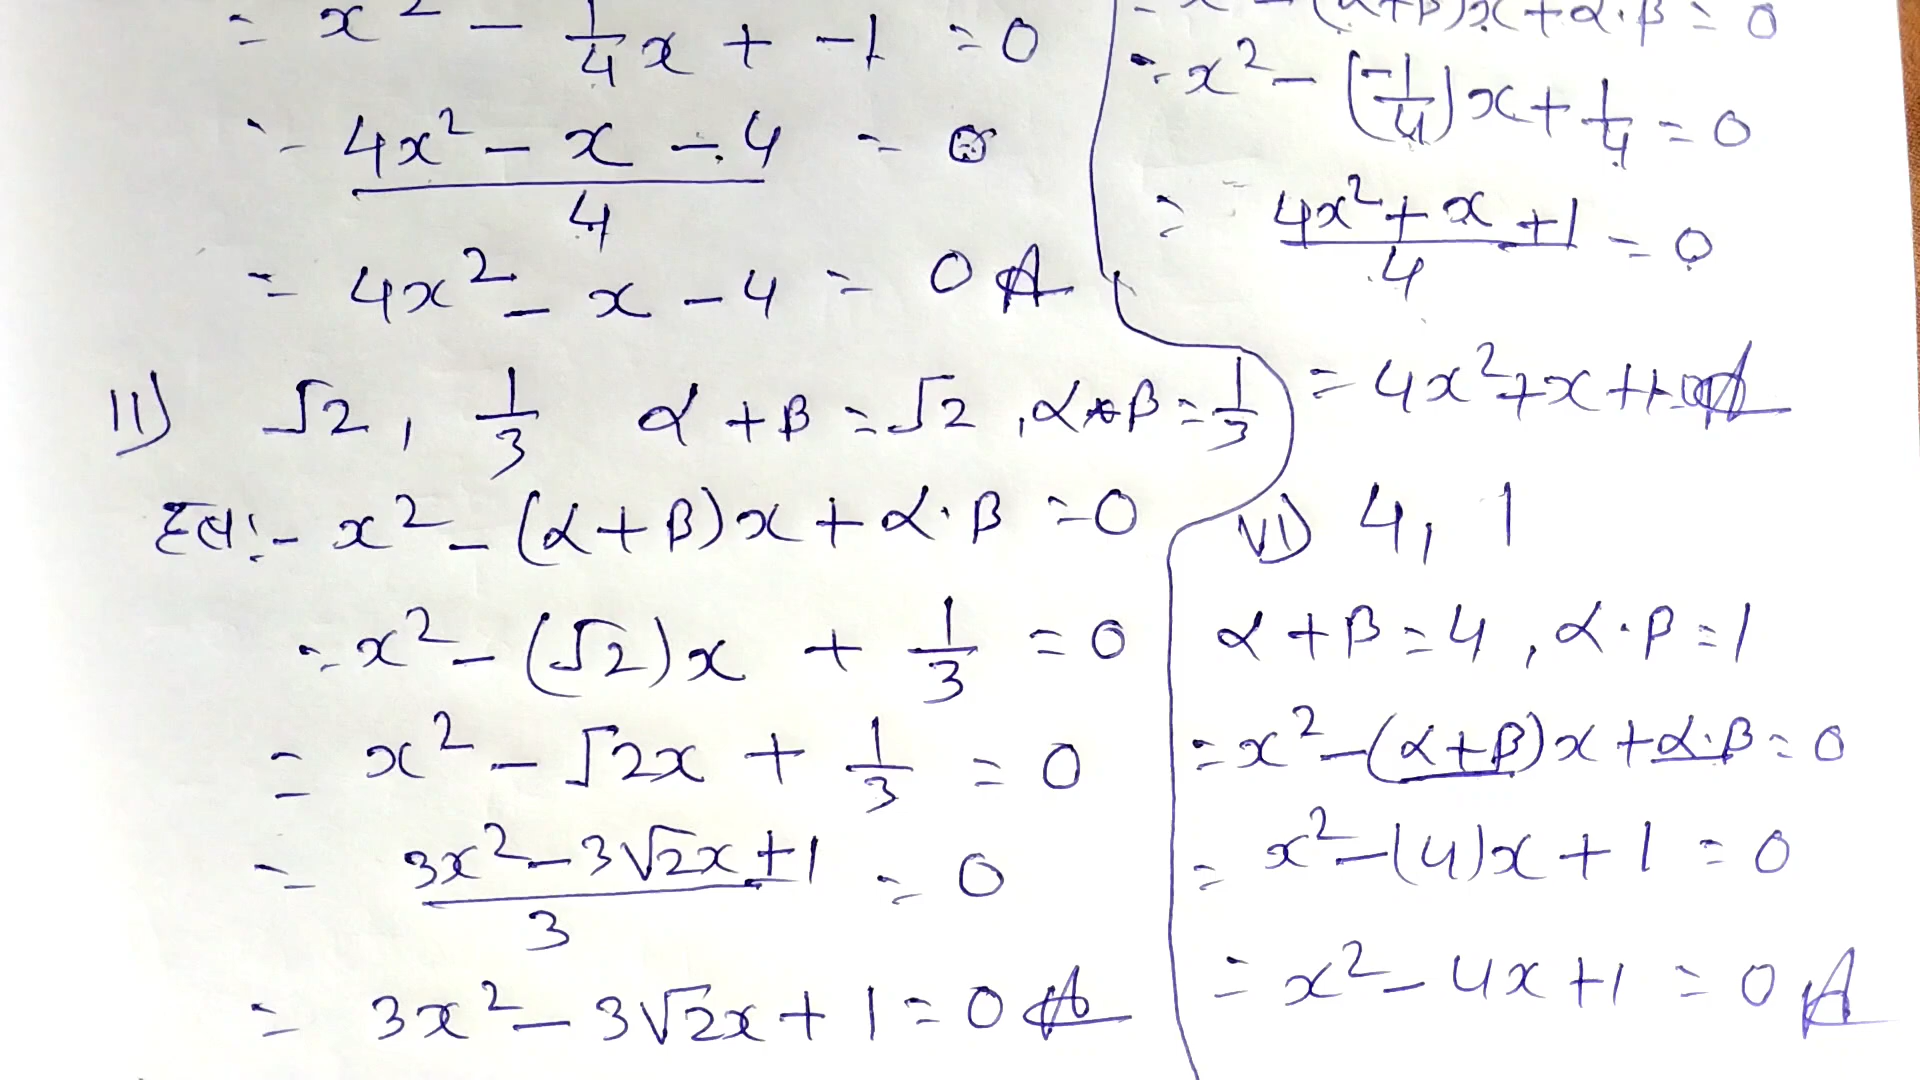 = x² - 1/4 x + -1 = 0
= 4x² - x - 4 / 4 = 0
= 4x² - x - 4 = 0
II) √2, 1/3 α + β = √2, α·β = 1/3
हल:- x² - (α + β)x + α·β = 0
= x² - (√2)x + 1/3 = 0
= x² - √2x + 1/3 = 0
= 3x² - 3√2x + 1 / 3 = 0
= 3x² - 3√2x + 1 = 0
= x² - (α+β)x + α·β = 0
= x² - (-1/4)x + 1/4 = 0
= 4x² + x + 1 / 4 = 0
= 4x² + x + 1 = 0
VI) 4, 1
α + β = 4, α·β = 1
= x² - (α + β)x + α·β = 0
= x² - (4)x + 1 = 0
= x² - 4x + 1 = 0